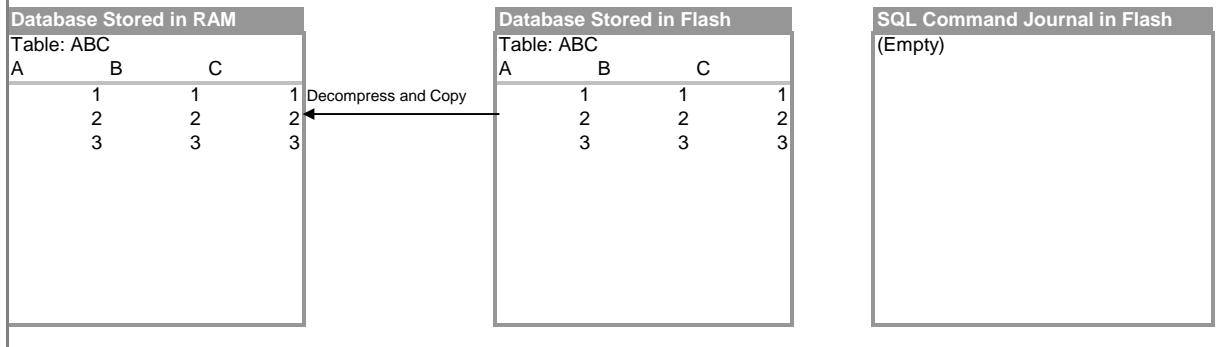 Database Stored in RAM
Table: ABC
A B C
1 1 1
2 2 2
3 3 3
Decompress and Copy
Database Stored in Flash
Table: ABC
A B C
1 1 1
2 2 2
3 3 3
SQL Command Journal in Flash
(Empty)